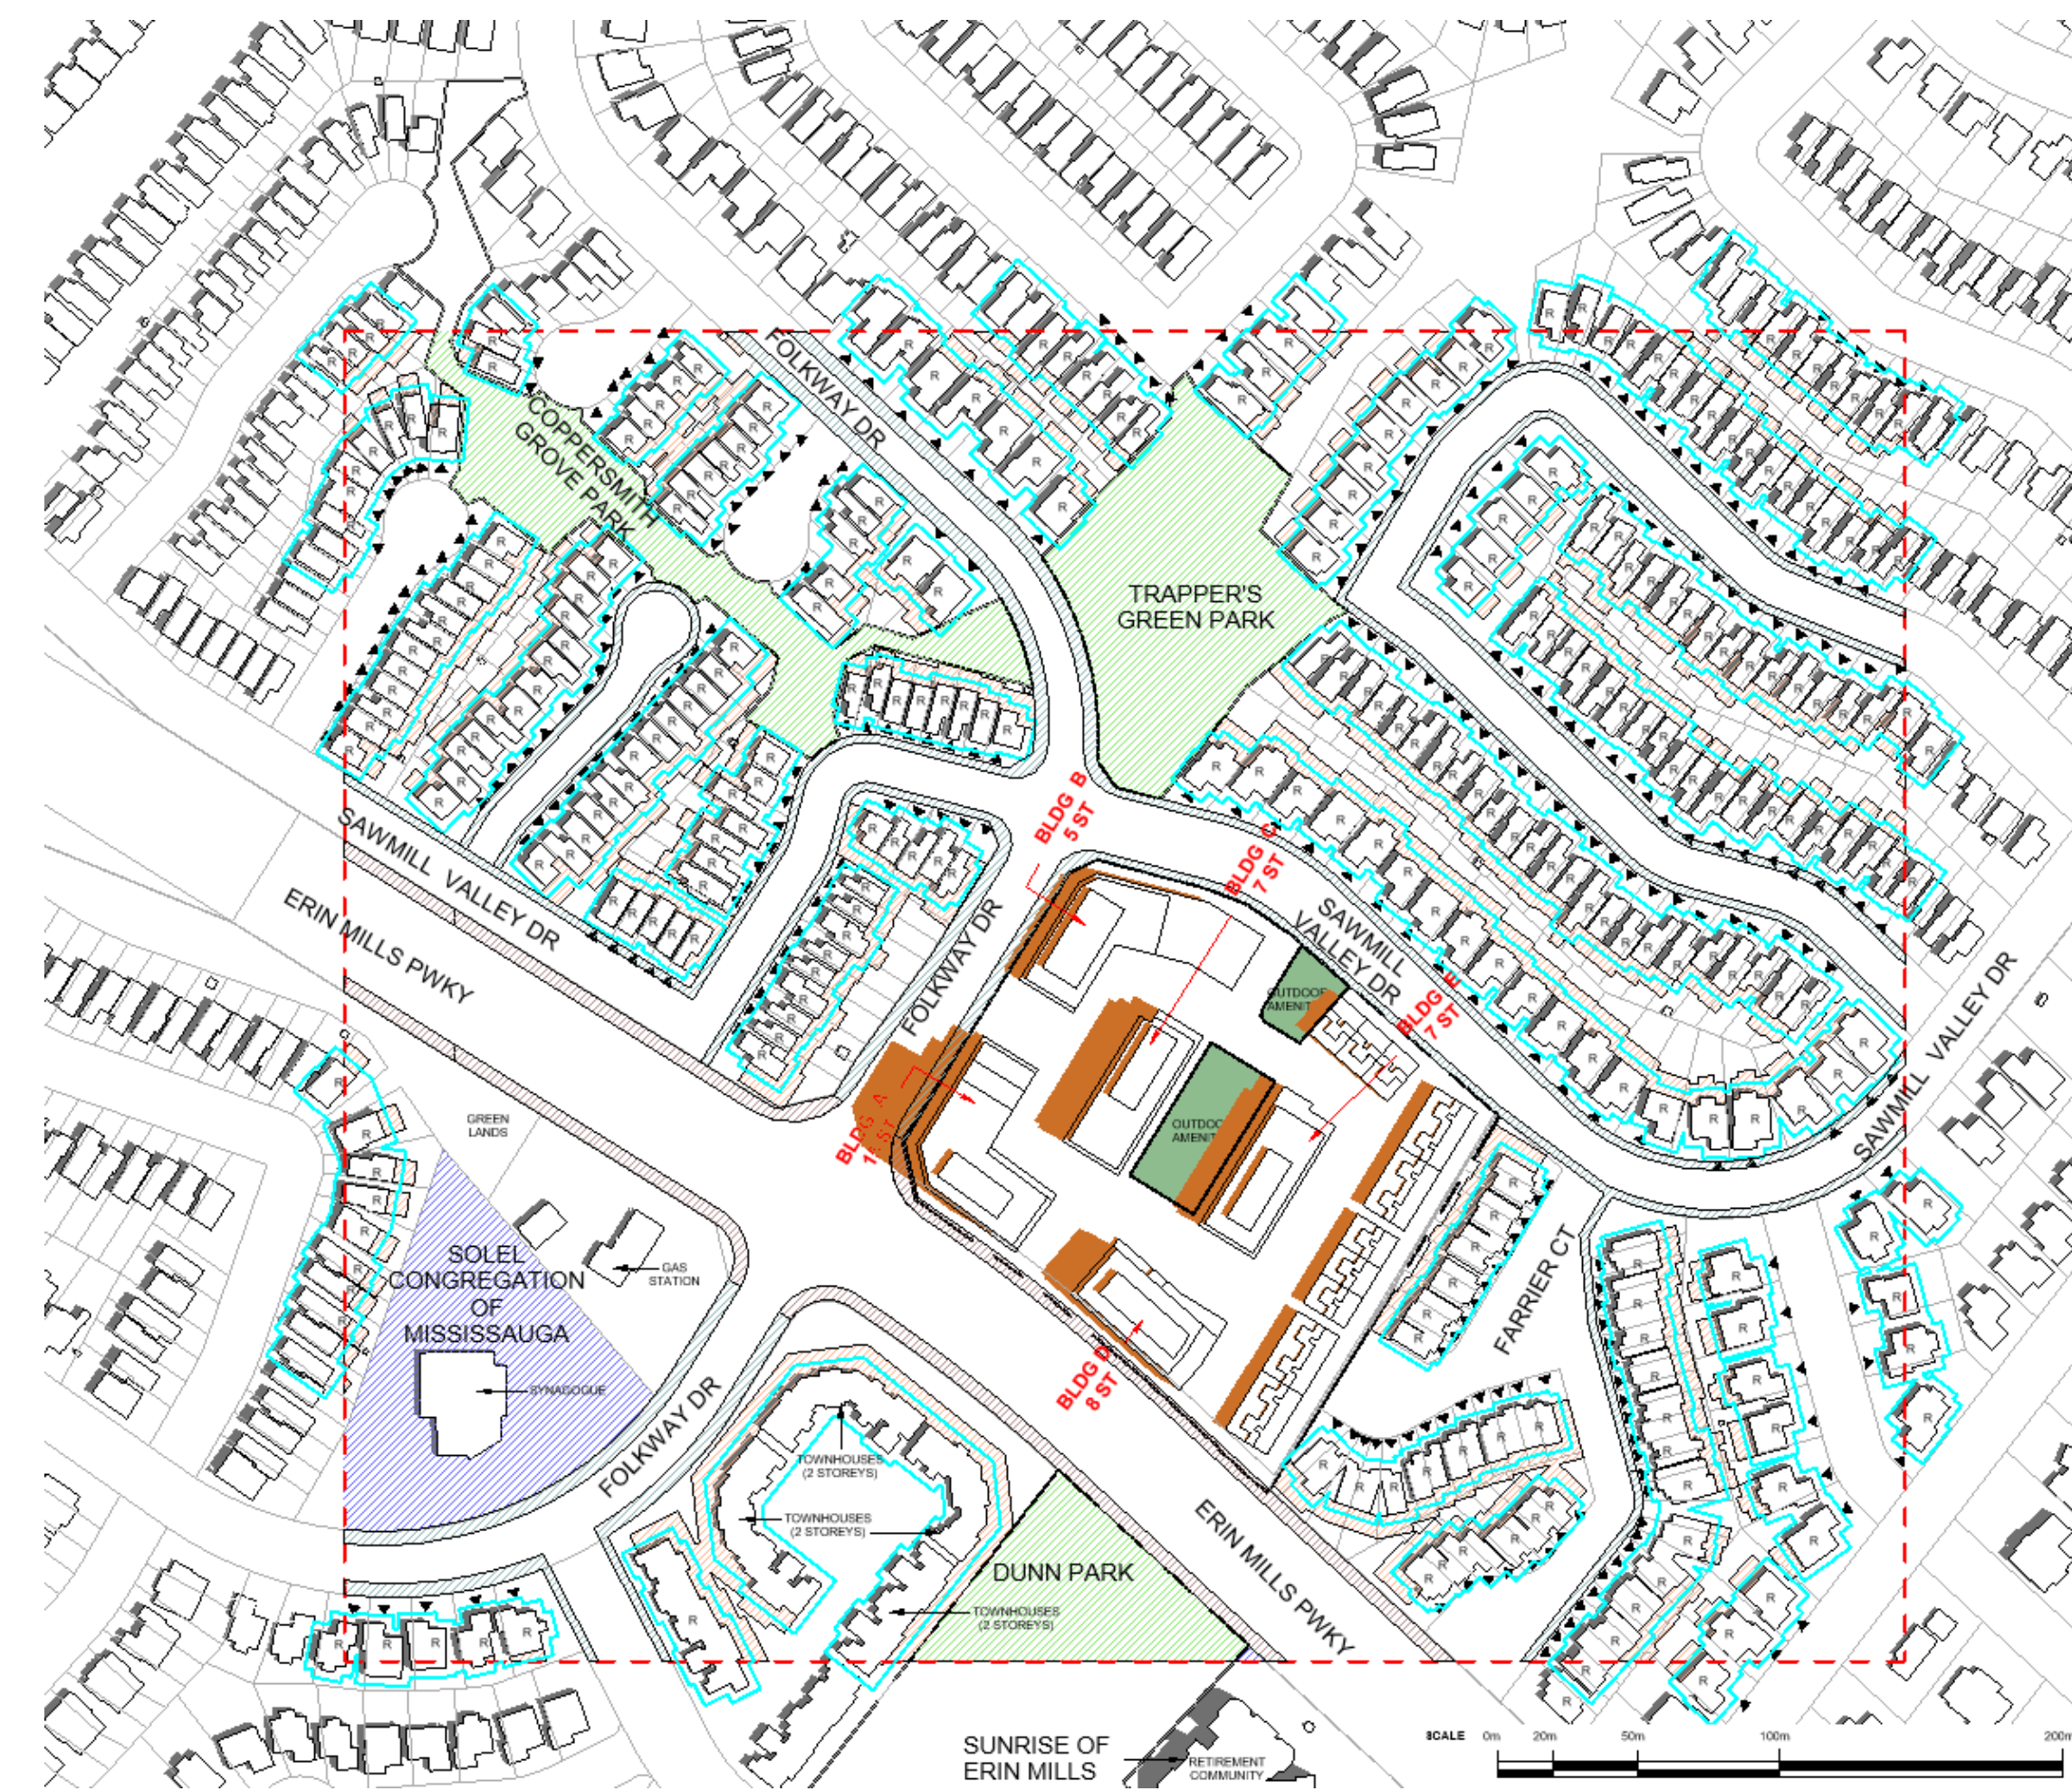 FOLKWAY DR
COPPERSMITH
GROVE PARK
TRAPPER'S
GREEN PARK
BLDG B
5 ST
BLDG C
7 ST
SAWMILL VALLEY DR
ERIN MILLS PWKY
FOLKWAY DR
SAWMILL
VALLEY DR
BLDG E
7 ST
OUTDOOR
SAWMILL VALLEY DR
BLDG A
ST
GREEN
LANDS
SOLEL
CONGREGATION
OF
MISSISSAUGA
GAS
STATION
SYNAGOGUE
FARRIER CT
BLDG D
8 ST
FOLKWAY DR
TOWNHOUSES
(2 STOREYS)
TOWNHOUSES
(2 STOREYS)
DUNN PARK
TOWNHOUSES
(2 STOREYS)
ERIN MILLS PWKY
SUNRISE OF
ERIN MILLS
RETIREMENT
COMMUNITY
SCALE 0m 20m 50m 100m 200m